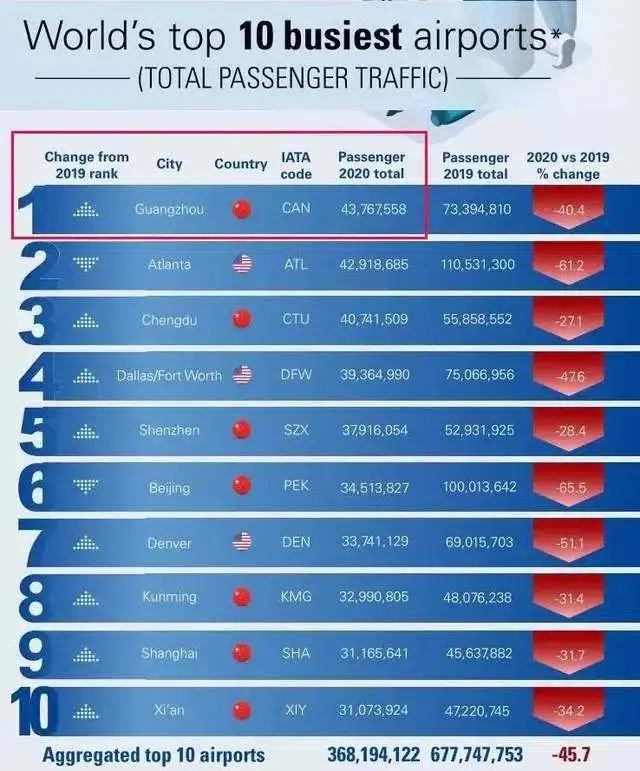 World's top 10 busiest airports*
(TOTAL PASSENGER TRAFFIC)
Change from 2019 rank City Country IATA code Passenger 2020 total Passenger 2019 total 2020 vs 2019 % change
1 Guangzhou CAN 43,767,558 73,394,810 -40.4
2 Atlanta ATL 42,918,685 110,531,300 -61.2
3 Chengdu CTU 40,741,509 55,858,552 -27.1
4 Dallas/Fort Worth DFW 39,364,990 75,066,956 -47.6
5 Shenzhen SZX 37,916,054 52,931,925 -28.4
6 Beijing PEK 34,513,827 100,013,642 -65.5
7 Denver DEN 33,741,129 69,015,703 -51.1
8 Kunming KMG 32,990,805 48,076,238 -31.4
9 Shanghai SHA 31,165,641 45,637,882 -31.7
10 Xi'an XIY 31,073,924 47,220,745 -34.2
Aggregated top 10 airports 368,194,122 677,747,753 -45.7